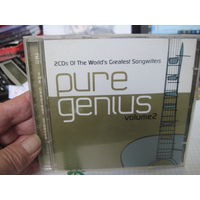 2CDs Of The World's Greatest Songwriters
pure
genius
volume2